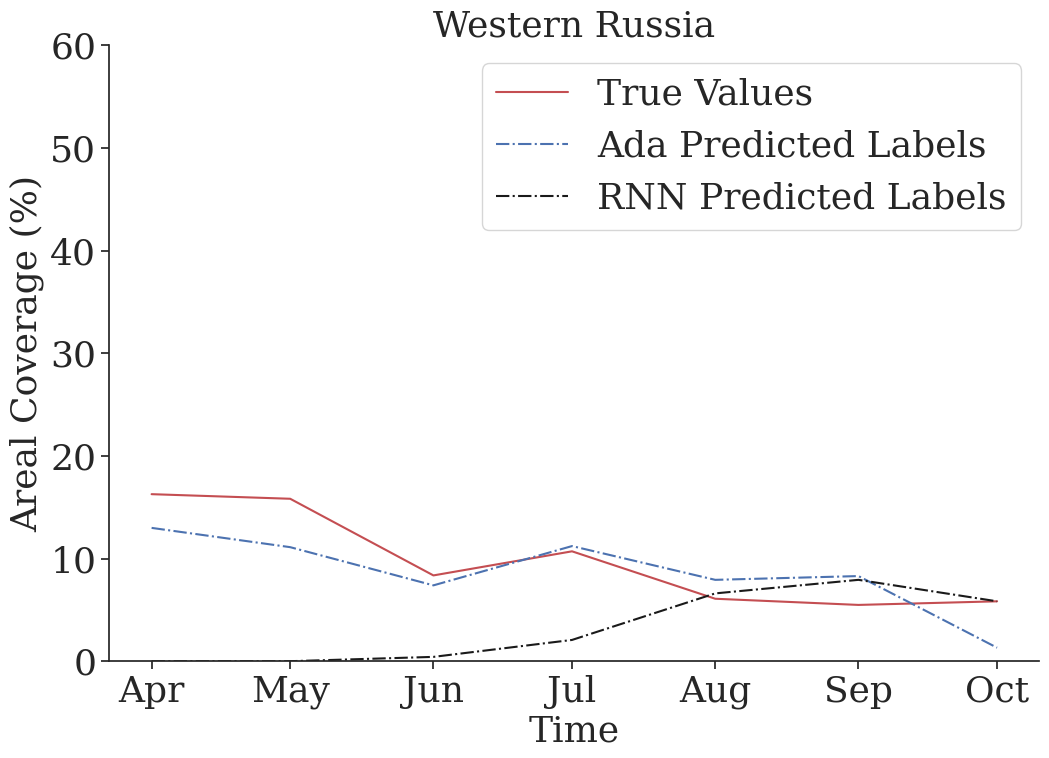 Western Russia
True Values
Ada Predicted Labels
RNN Predicted Labels
Areal Coverage (%)
60
50
40
30
20
10
0
Apr May Jun Jul Aug Sep Oct
Time